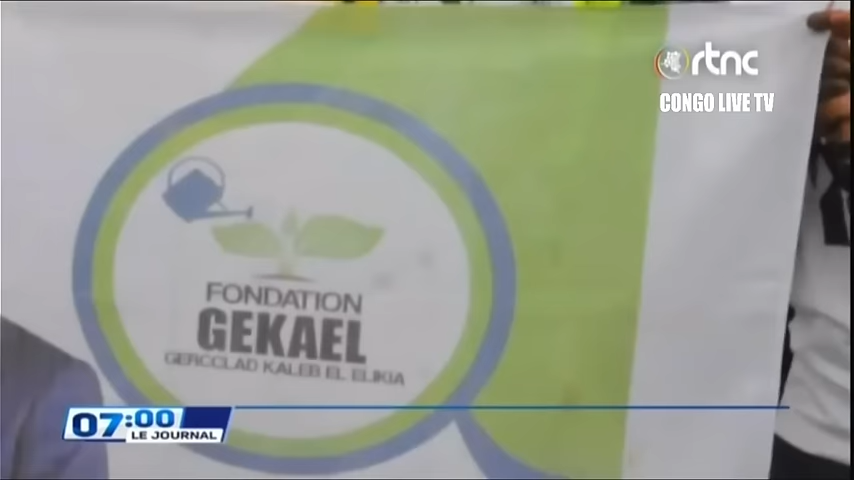 rtnc
CONGO LIVE TV
FONDATION
GEKAEL
GERCCLAD KALEB EL ELIKIA
07:00
LE JOURNAL